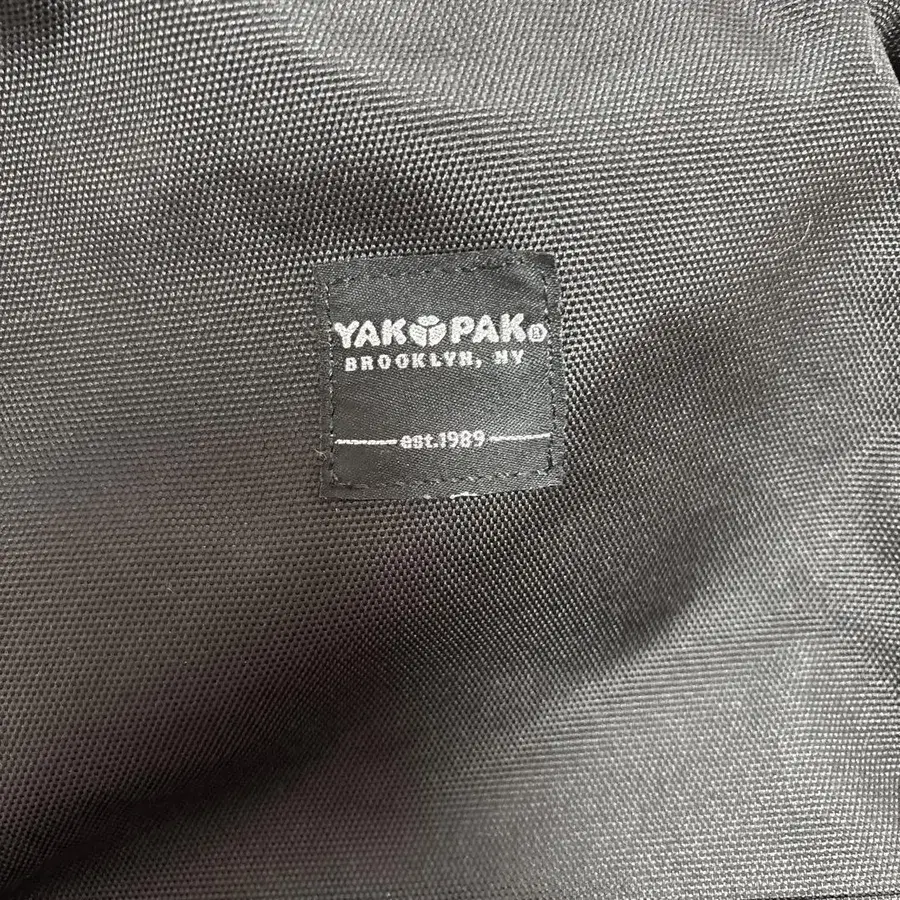 YAK PAK®
BROOKLYN, NY
est.1989